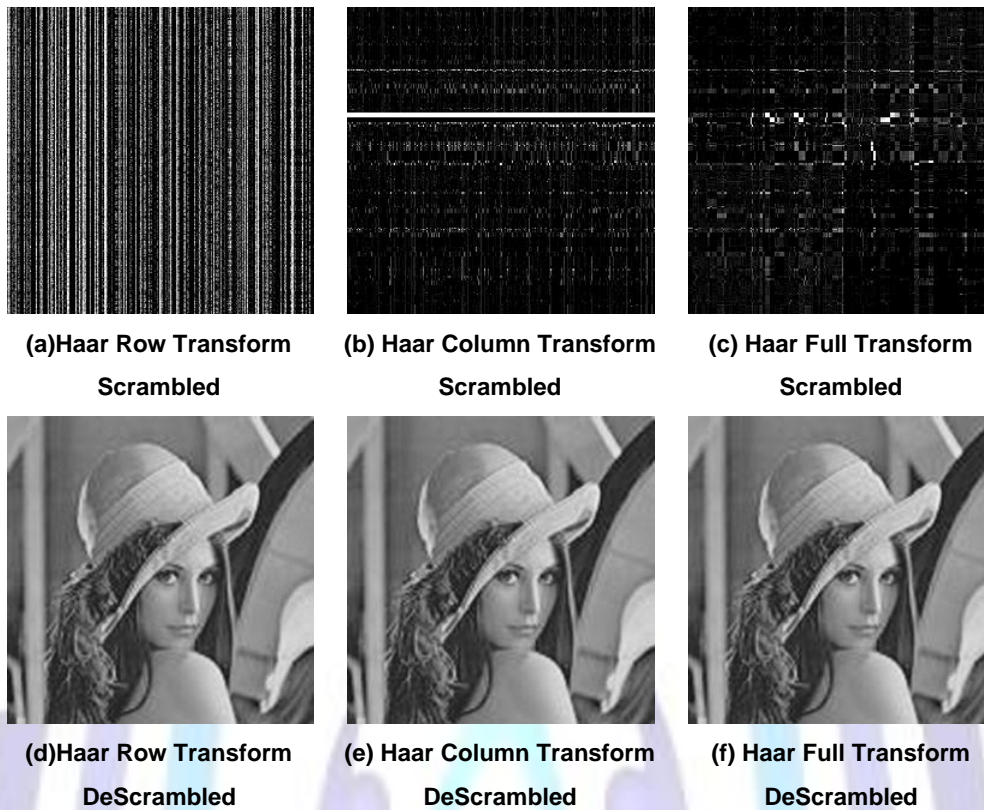 (a)Haar Row Transform
Scrambled
(b) Haar Column Transform
Scrambled
(c) Haar Full Transform
Scrambled
(d)Haar Row Transform
DeScrambled
(e) Haar Column Transform
DeScrambled
(f) Haar Full Transform
DeScrambled